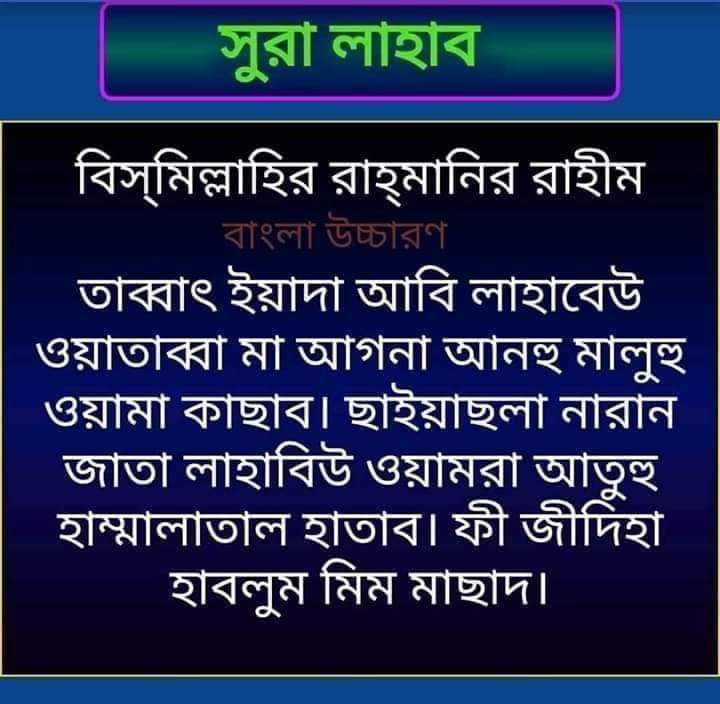 সুরা লাহাব
বিস্‌মিল্লাহির রাহ্‌মানির রাহীম
বাংলা উচ্চারণ
তাব্বাৎ ইয়াদা আবি লাহাবেউ
ওয়াতাব্বা মা আগনা আনহু মালুহু
ওয়ামা কাছাব। ছাইয়াছলা নারান
জাতা লাহাবিউ ওয়ামরা আতুহু
হাম্মালাতাল হাতাব। ফী জীদিহা
হাবলুম মিম মাছাদ।